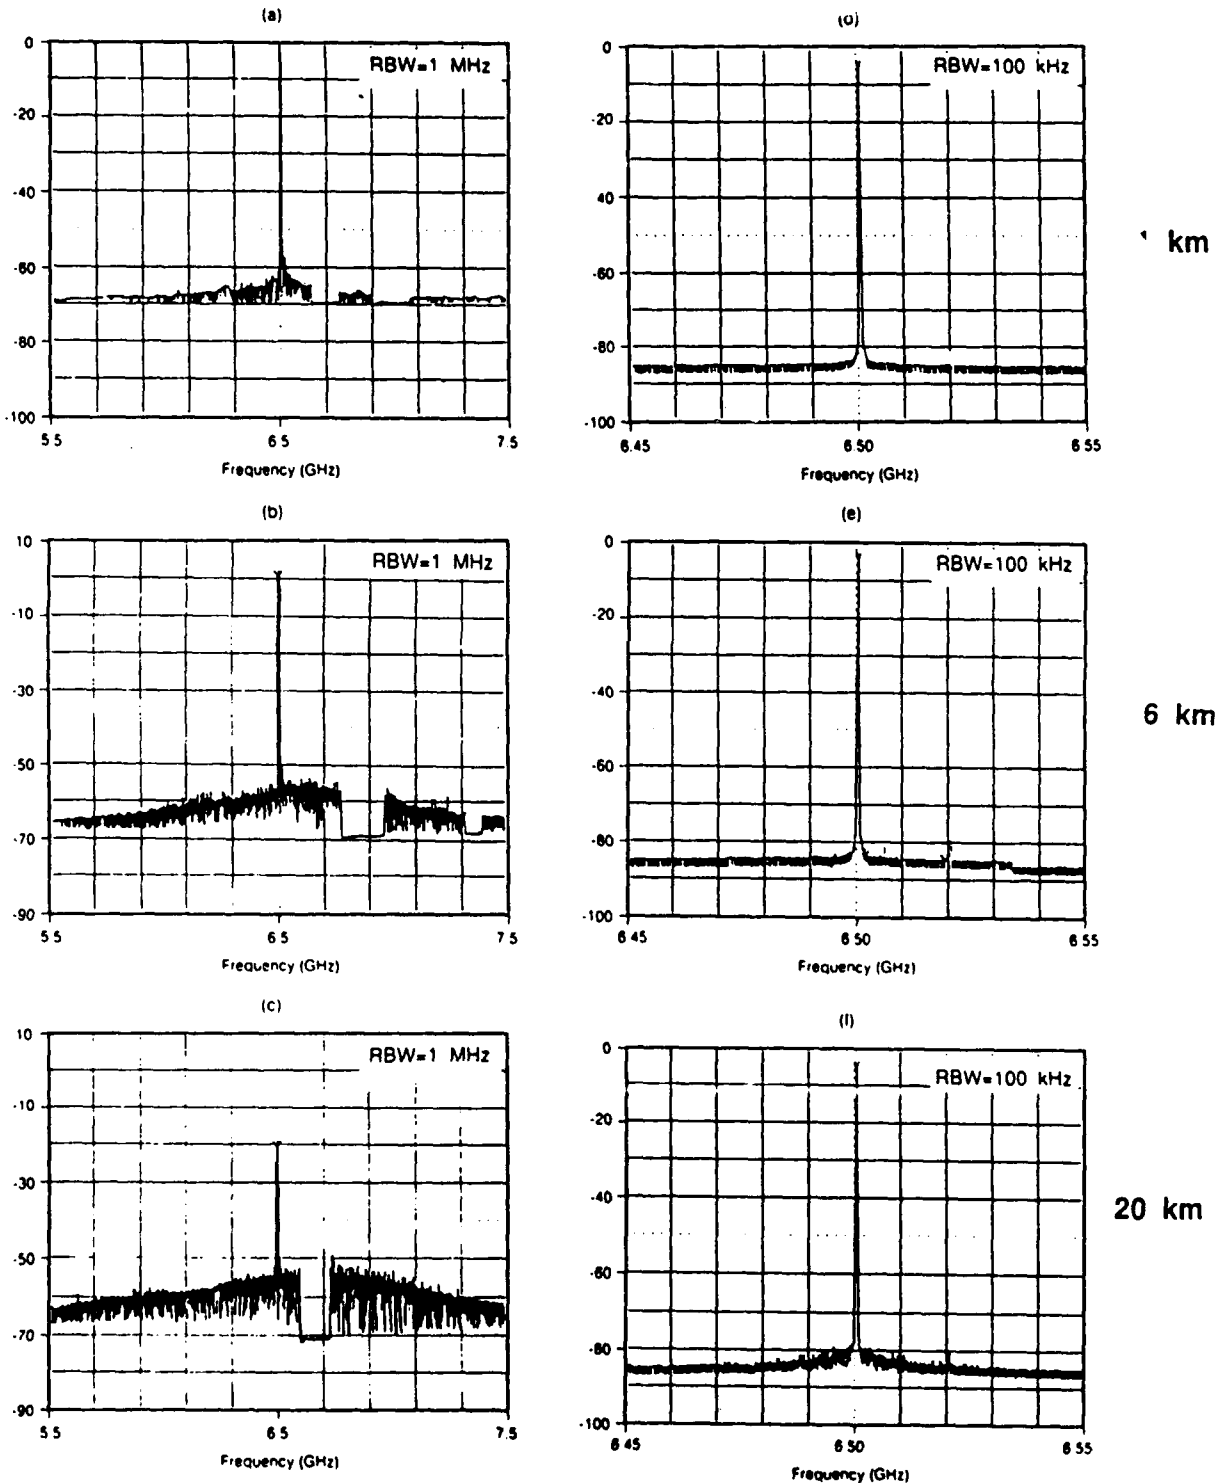 (a)
RBW=1 MHz
0
-20
-40
-60
-80
-100
5 5
6 5
7 5
Frequency (GHz)
(d)
RBW=100 kHz
0
-20
-40
-60
-80
-100
6.45
6.50
6.55
Frequency (GHz)
km
(b)
RBW=1 MHz
10
-10
-30
-50
-70
-90
5 5
6 5
7 5
Frequency (GHz)
(e)
RBW=100 kHz
0
-20
-40
-60
-80
-100
6 45
6 50
6 55
Frequency (GHz)
6 km
(c)
RBW=1 MHz
10
-10
-30
-50
-70
-90
5 5
6 5
7 5
Frequency (GHz)
(f)
RBW=100 kHz
0
-20
-40
-60
-80
-100
6 45
6 50
6 55
Frequency (GHz)
20 km